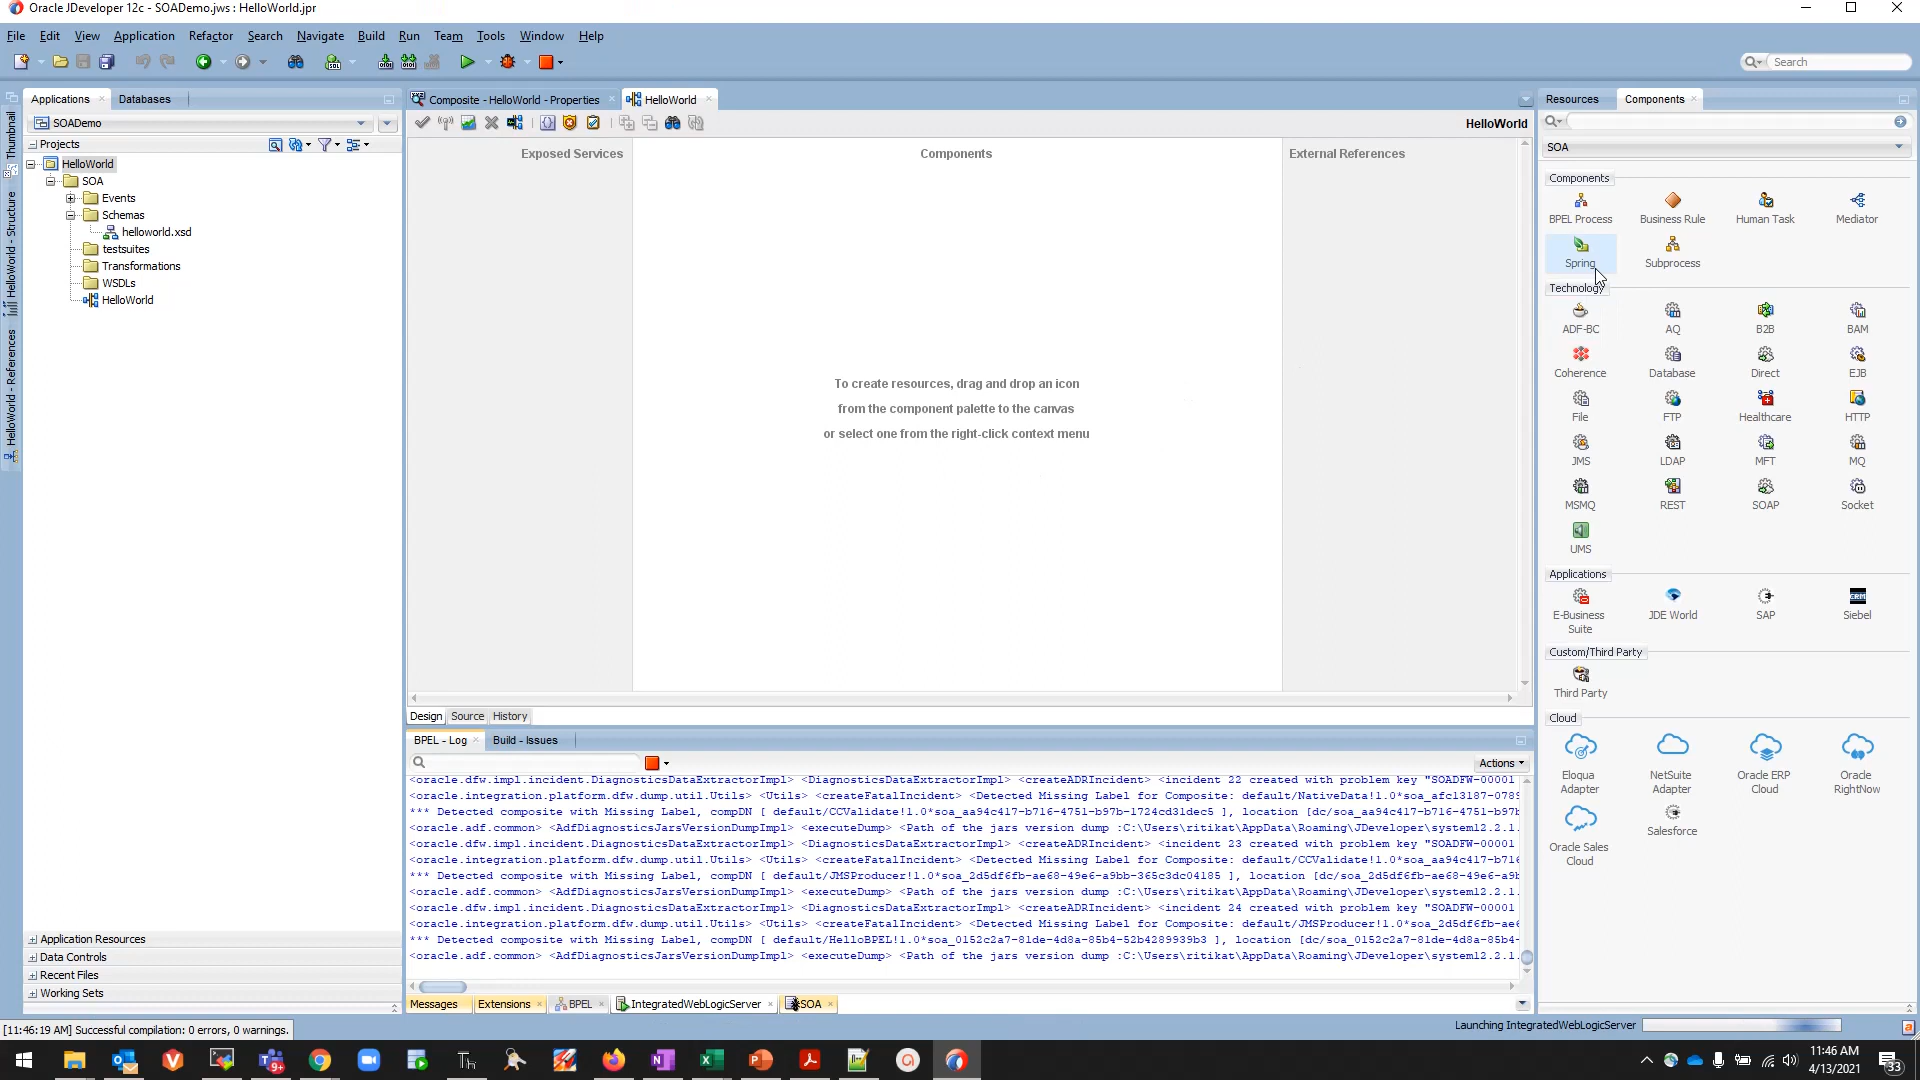 Oracle JDeveloper 12c - SOADemo.jws : HelloWorld.jpr
File Edit View Application Refactor Search Navigate Build Run Team Tools Window Help
Search
Applications Databases
Composite - HelloWorld - Properties HelloWorld
Resources Components
SOADemo
Projects
HelloWorld
SOA
Events
Schemas
helloworld.xsd
testsuites
Transformations
WSDLs
HelloWorld
Application Resources
Data Controls
Recent Files
Working Sets
Thumbnail
HelloWorld - Structure
HelloWorld - References
HelloWorld
Exposed Services Components External References
To create resources, drag and drop an icon
from the component palette to the canvas
or select one from the right-click context menu
Design Source History
BPEL - Log Build - Issues
Actions
<oracle.dfw.impl.incident.DiagnosticsDataExtractorImpl> <DiagnosticsDataExtractorImpl> <createADRIncident> <incident 22 created with problem key "SOADFW-00001
<oracle.integration.platform.dfw.dump.util.Utils> <Utils> <createFatalIncident> <Detected Missing Label for Composite: default/NativeData!1.0*soa_afc13187-0789
*** Detected composite with Missing Label, compDN [ default/CCValidate!1.0*soa_aa94c417-b716-4751-b97b-1724cd31dec5 ], location [dc/soa_aa94c417-b716-4751-b97b
<oracle.adf.common> <AdfDiagnosticsJarsVersionDumpImpl> <executeDump> <Path of the jars version dump :C:\Users\ritikat\AppData\Roaming\JDeveloper\system12.2.1.
<oracle.dfw.impl.incident.DiagnosticsDataExtractorImpl> <DiagnosticsDataExtractorImpl> <createADRIncident> <incident 23 created with problem key "SOADFW-00001
<oracle.integration.platform.dfw.dump.util.Utils> <Utils> <createFatalIncident> <Detected Missing Label for Composite: default/CCValidate!1.0*soa_aa94c417-b716
*** Detected composite with Missing Label, compDN [ default/JMSProducer!1.0*soa_2d5df6fb-ae68-49e6-a9bb-365c3dc04185 ], location [dc/soa_2d5df6fb-ae68-49e6-a9b
<oracle.adf.common> <AdfDiagnosticsJarsVersionDumpImpl> <executeDump> <Path of the jars version dump :C:\Users\ritikat\AppData\Roaming\JDeveloper\system12.2.1.
<oracle.dfw.impl.incident.DiagnosticsDataExtractorImpl> <DiagnosticsDataExtractorImpl> <createADRIncident> <incident 24 created with problem key "SOADFW-00001
<oracle.integration.platform.dfw.dump.util.Utils> <Utils> <createFatalIncident> <Detected Missing Label for Composite: default/JMSProducer!1.0*soa_2d5df6fb-ae6
*** Detected composite with Missing Label, compDN [ default/HelloBPEL!1.0*soa_0152c2a7-81de-4d8a-85b4-52b4289939b3 ], location [dc/soa_0152c2a7-81de-4d8a-85b4-
<oracle.adf.common> <AdfDiagnosticsJarsVersionDumpImpl> <executeDump> <Path of the jars version dump :C:\Users\ritikat\AppData\Roaming\JDeveloper\system12.2.1.
Messages Extensions BPEL IntegratedWebLogicServer SOA
SOA
Components
BPEL Process Business Rule Human Task Mediator
Spring Subprocess
Technology
ADF-BC AQ B2B BAM
Coherence Database Direct EJB
File FTP Healthcare HTTP
JMS LDAP MFT MQ
MSMQ REST SOAP Socket
UMS
Applications
E-Business Suite JDE World SAP Siebel
Custom/Third Party
Third Party
Cloud
Eloqua Adapter NetSuite Adapter Oracle ERP Cloud Oracle RightNow
Oracle Sales Cloud Salesforce
[11:46:19 AM] Successful compilation: 0 errors, 0 warnings.
Launching IntegratedWebLogicServer
11:46 AM
4/13/2021
33